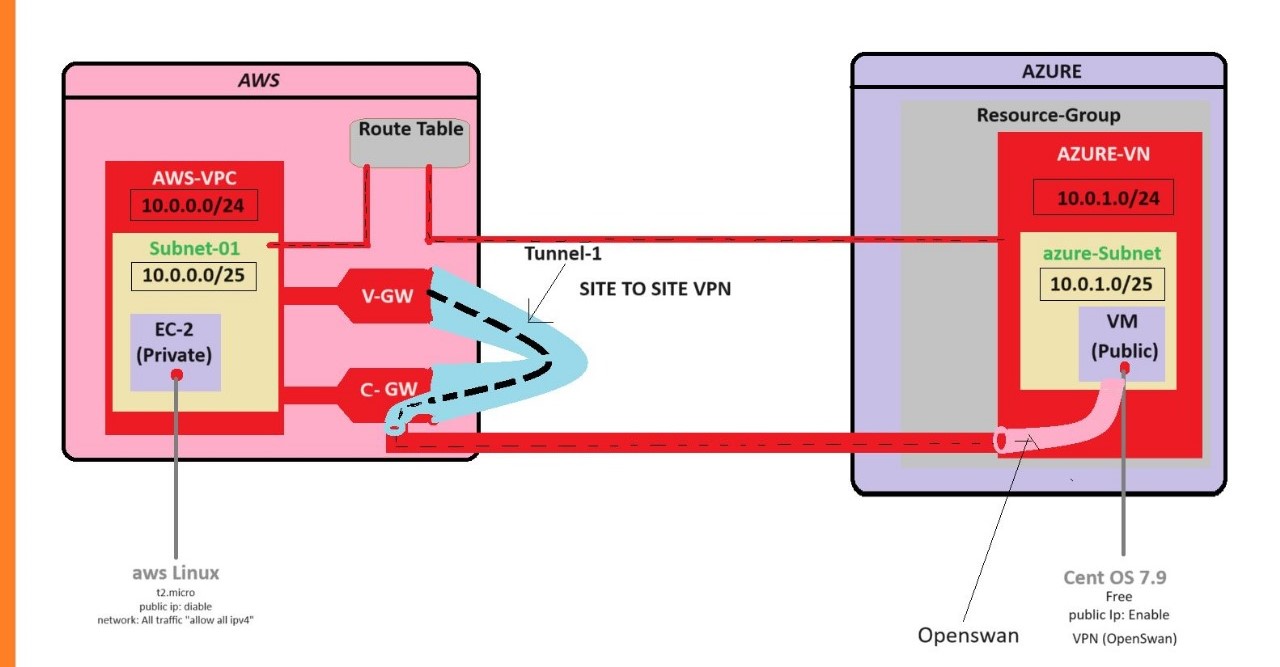 AWS
Route Table
AWS-VPC
10.0.0.0/24
Subnet-01
10.0.0.0/25
EC-2
(Private)
V-GW
C- GW
Tunnel-1
SITE TO SITE VPN
aws Linux
t2.micro
public ip: diable
network: All traffic "allow all ipv4"
AZURE
Resource-Group
AZURE-VN
10.0.1.0/24
azure-Subnet
10.0.1.0/25
VM
(Public)
Openswan
Cent OS 7.9
Free
public Ip: Enable
VPN (OpenSwan)